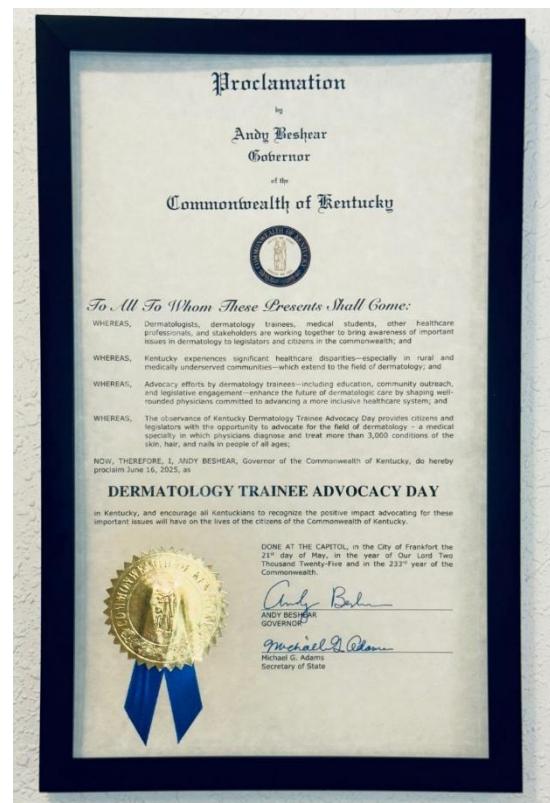 Proclamation
by
Andy Beshear
Governor
of the
Commonwealth of Kentucky
To All To Whom These Presents Shall Come:
WHEREAS, Dermatologists, dermatology trainees, medical students, other healthcare
professionals, and stakeholders are working together to bring awareness of important
issues in dermatology to legislators and citizens in the commonwealth; and
WHEREAS, Kentucky experiences significant healthcare disparities—especially in rural and
medically underserved communities—which extend to the field of dermatology; and
WHEREAS, Advocacy efforts by dermatology trainees—including education, community outreach,
and legislative engagement—enhance the future of dermatologic care by shaping well-
rounded physicians committed to advancing a more inclusive healthcare system; and
WHEREAS, The observance of Kentucky Dermatology Trainee Advocacy Day provides citizens and
legislators with the opportunity to advocate for the field of dermatology – a medical
specialty in which physicians diagnose and treat more than 3,000 conditions of the
skin, hair, and nails in people of all ages;
NOW, THEREFORE, I, ANDY BESHEAR, Governor of the Commonwealth of Kentucky, do hereby
proclaim June 16, 2025, as
DERMATOLOGY TRAINEE ADVOCACY DAY
in Kentucky, and encourage all Kentuckians to recognize the positive impact advocating for these
important issues will have on the lives of the citizens of the Commonwealth of Kentucky.
DONE AT THE CAPITOL, in the City of Frankfort the
21st day of May, in the year of Our Lord Two
Thousand Twenty-Five and in the 233rd year of the
Commonwealth.
Andy Beshear
ANDY BESHEAR
GOVERNOR
Michael G. Adams
Michael G. Adams
Secretary of State
COMMONWEALTH OF KEN